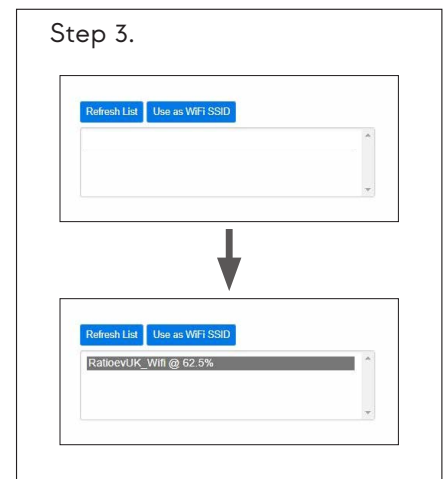 Step 3.
Refresh List Use as WiFi SSID
Refresh List Use as WiFi SSID
RatioevUK_Wifi @ 62.5%